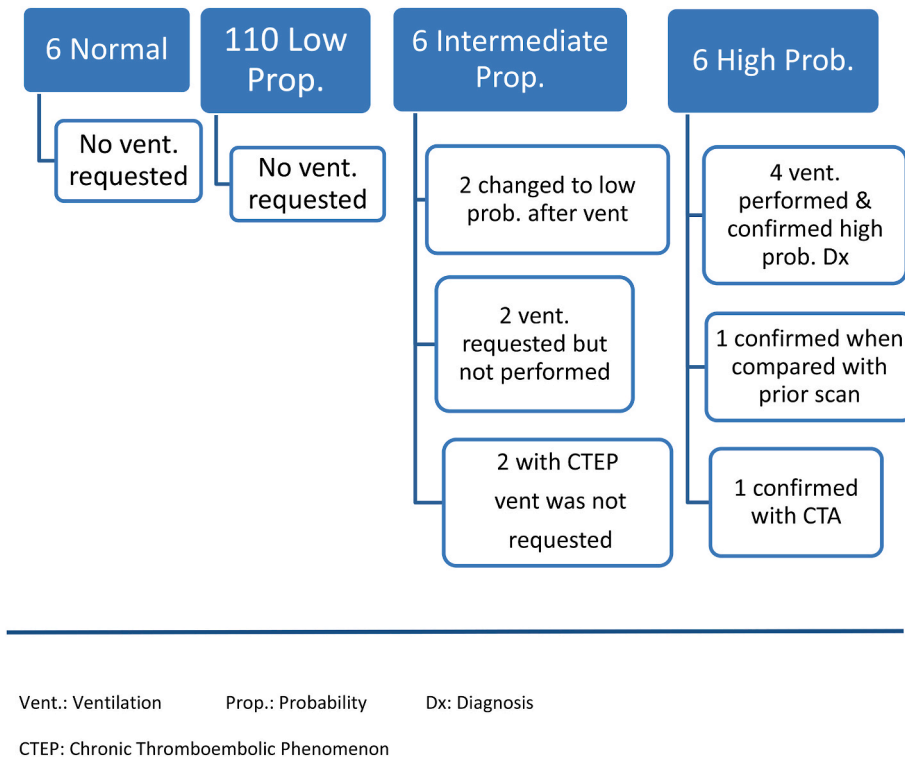 6 Normal
No vent.
requested
110 Low
Prop.
No vent.
requested
6 Intermediate
Prop.
2 changed to low
prob. after vent
2 vent.
requested but
not performed
2 with CTEP
vent was not
requested
6 High Prob.
4 vent.
performed &
confirmed high
prob. Dx
1 confirmed when
compared with
prior scan
1 confirmed
with CTA
Vent.: Ventilation Prop.: Probability Dx: Diagnosis
CTEP: Chronic Thromboembolic Phenomenon